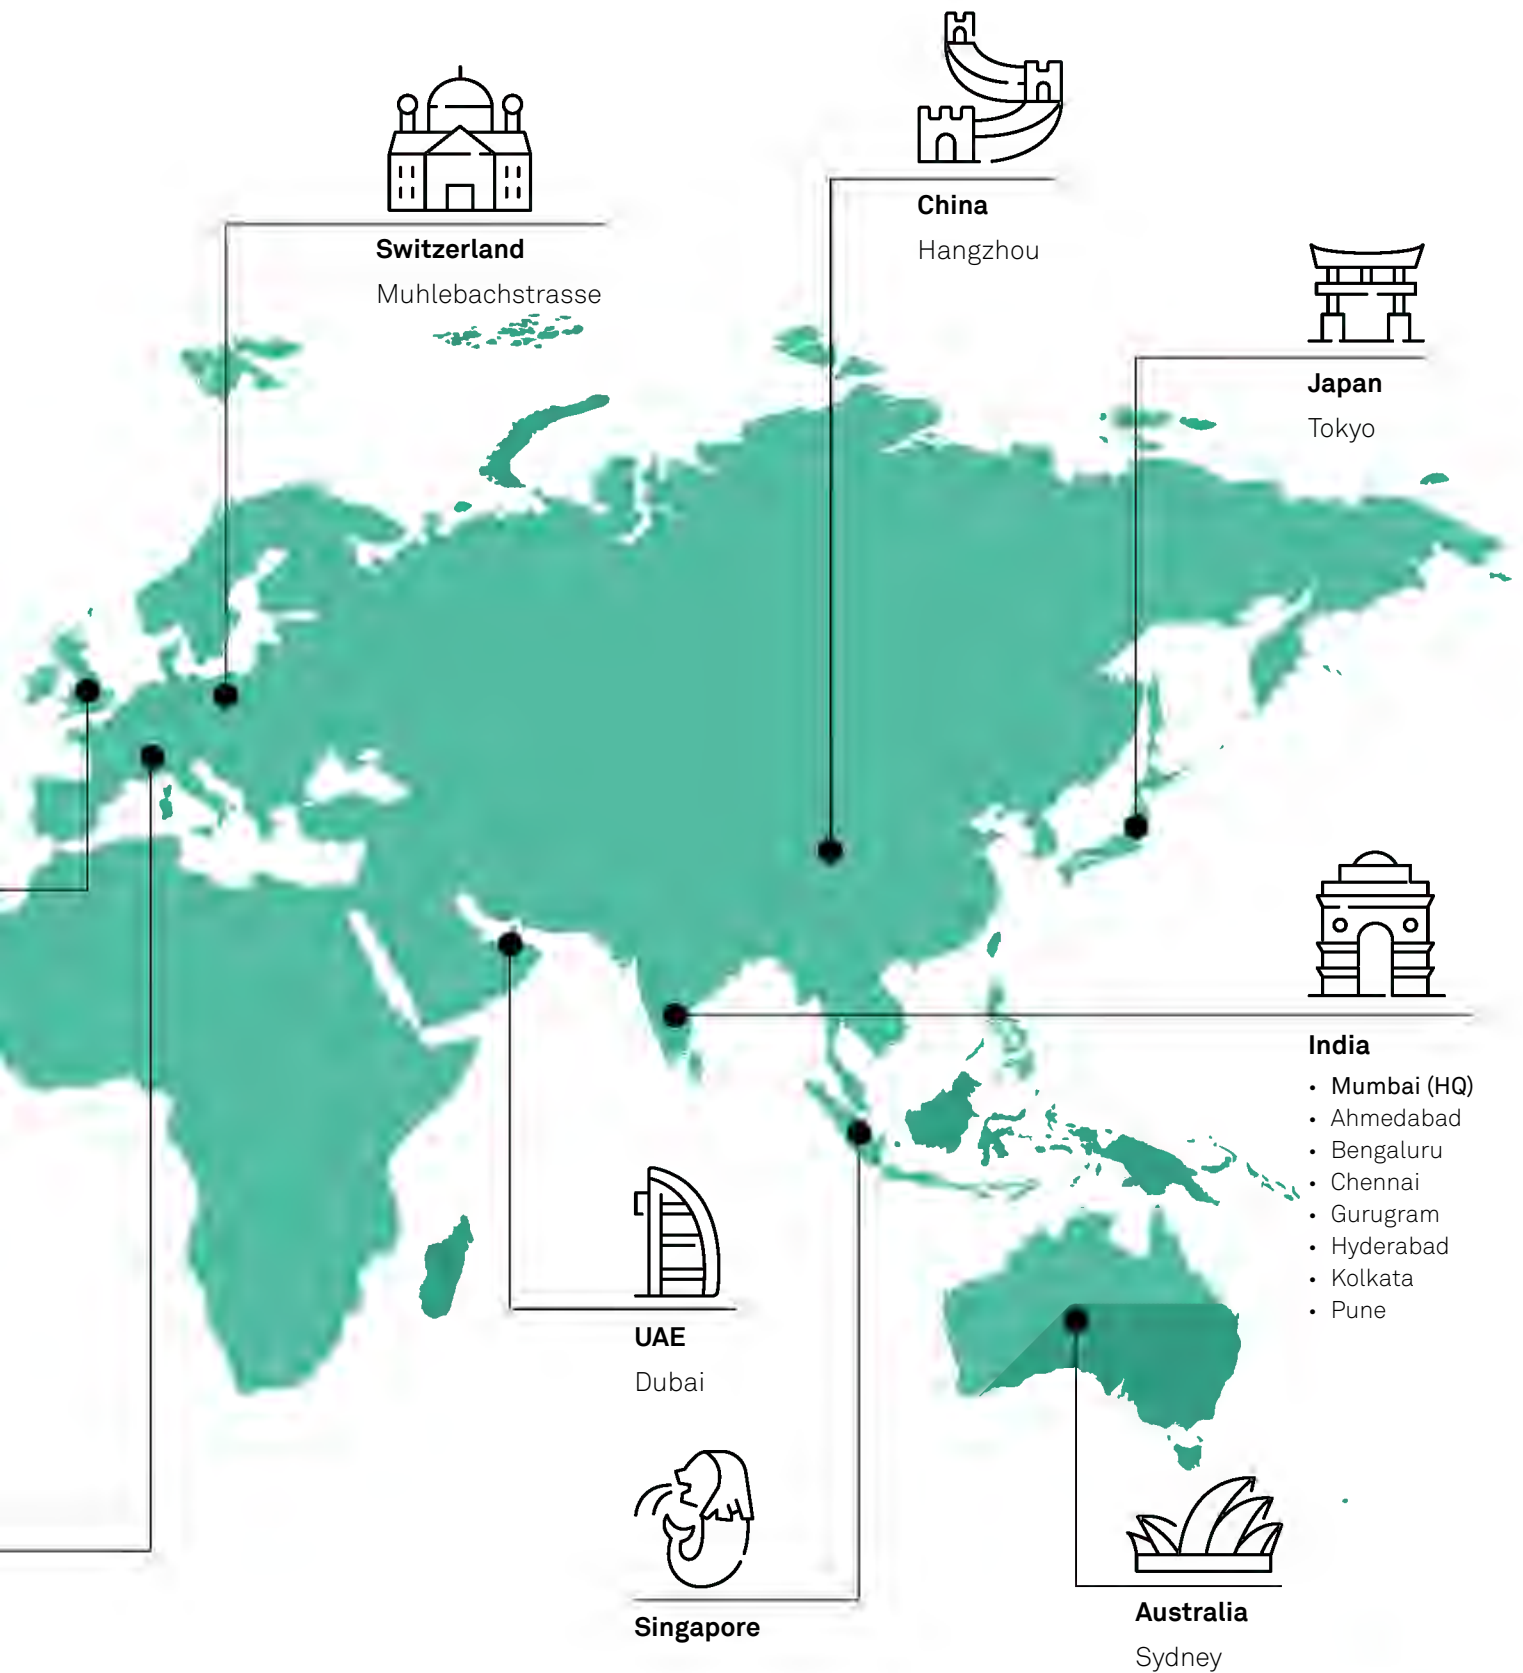 China
Hangzhou
Switzerland
Muhlebachstrasse
Japan
Tokyo
India
• Mumbai (HQ)
• Ahmedabad
• Bengaluru
• Chennai
• Gurugram
• Hyderabad
• Kolkata
• Pune
UAE
Dubai
Singapore
Australia
Sydney